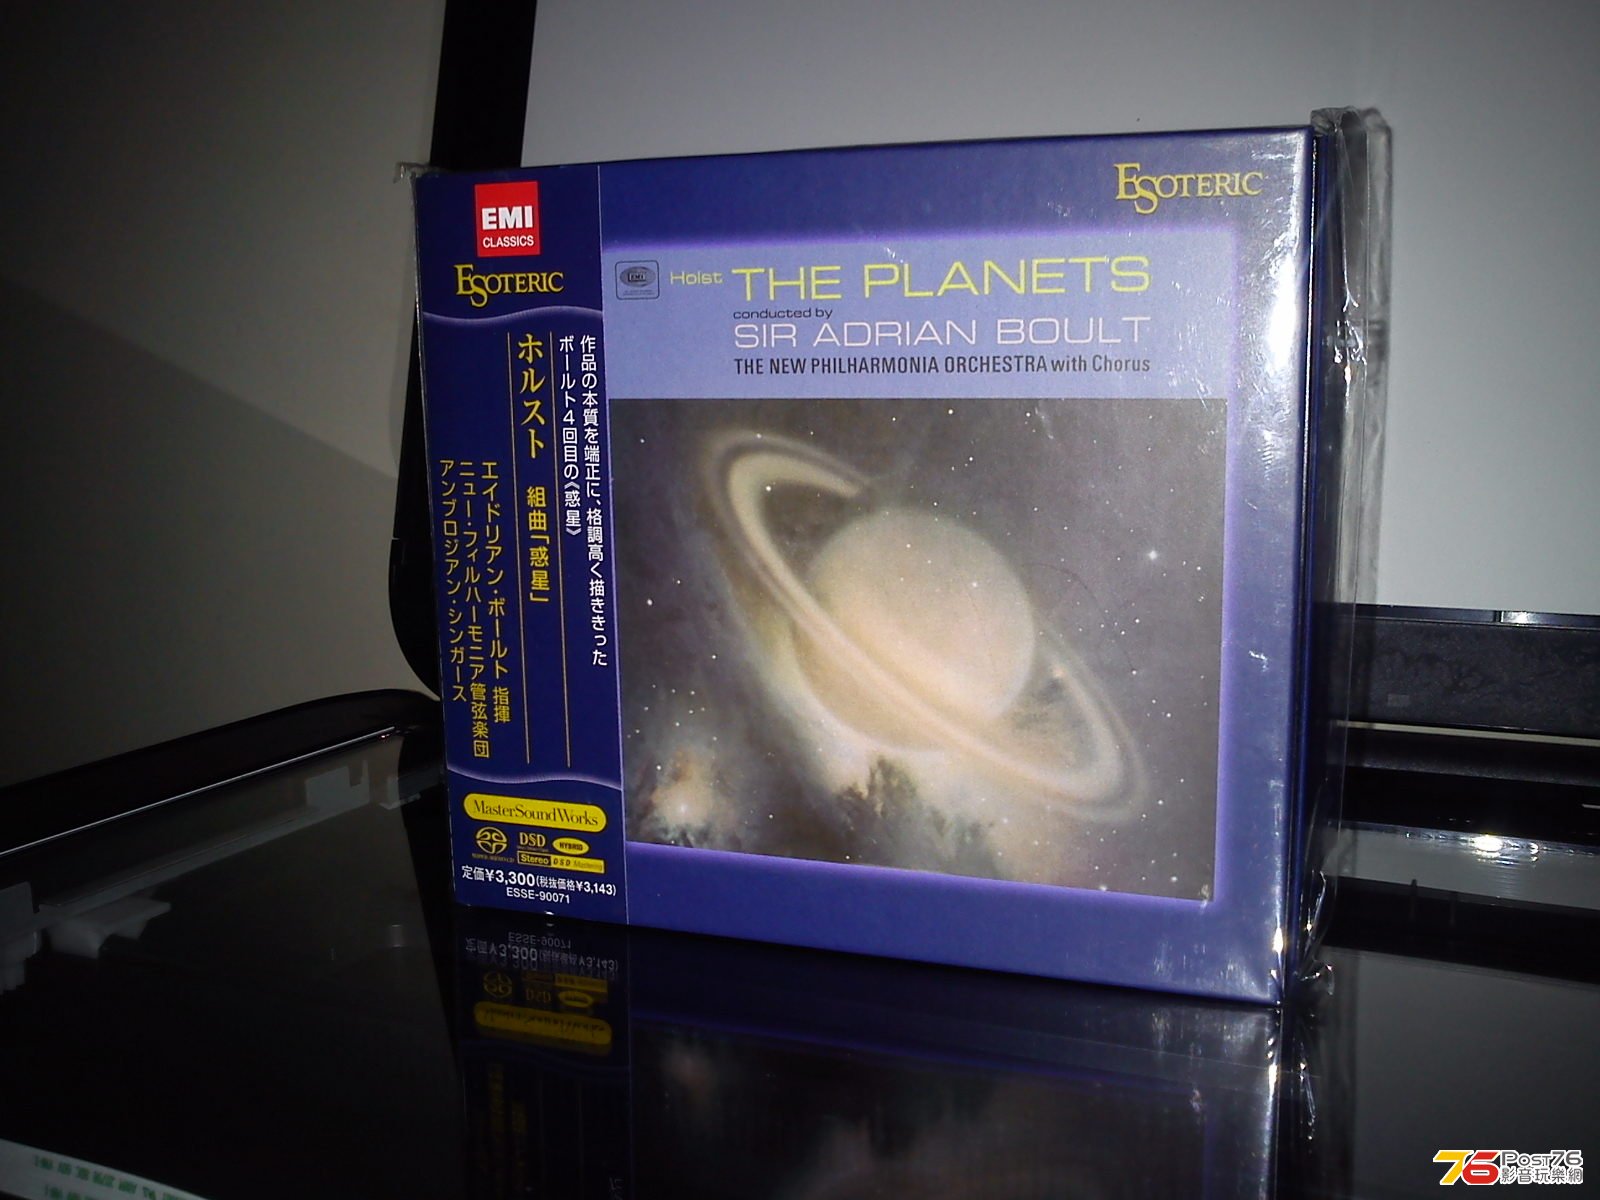 EMI
CLASSICS
ESOTERIC
作品の本質を端正に、格調高く描ききった
ボールト4回目の《惑星》
ホルスト 組曲「惑星」
エイドリアン・ボールト 指揮
ニュー・フィルハーモニア管弦楽団
アンブロジアン・シンガース
MasterSoundWorks
SUPER AUDIO CD
DSD
HYBRID
Stereo DSD Mastering
定価¥3,300(税抜価格¥3,143)
ESSE-90071
ESOTERIC
Holst THE PLANETS
conducted by
SIR ADRIAN BOULT
THE NEW PHILHARMONIA ORCHESTRA with Chorus
76 Post76
影音玩樂網